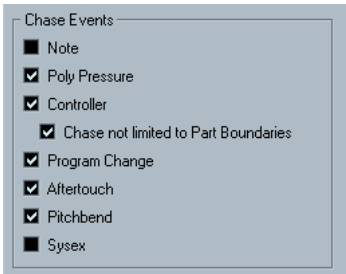 Chase Events
Note
Poly Pressure
Controller
Chase not limited to Part Boundaries
Program Change
Aftertouch
Pitchbend
Sysex